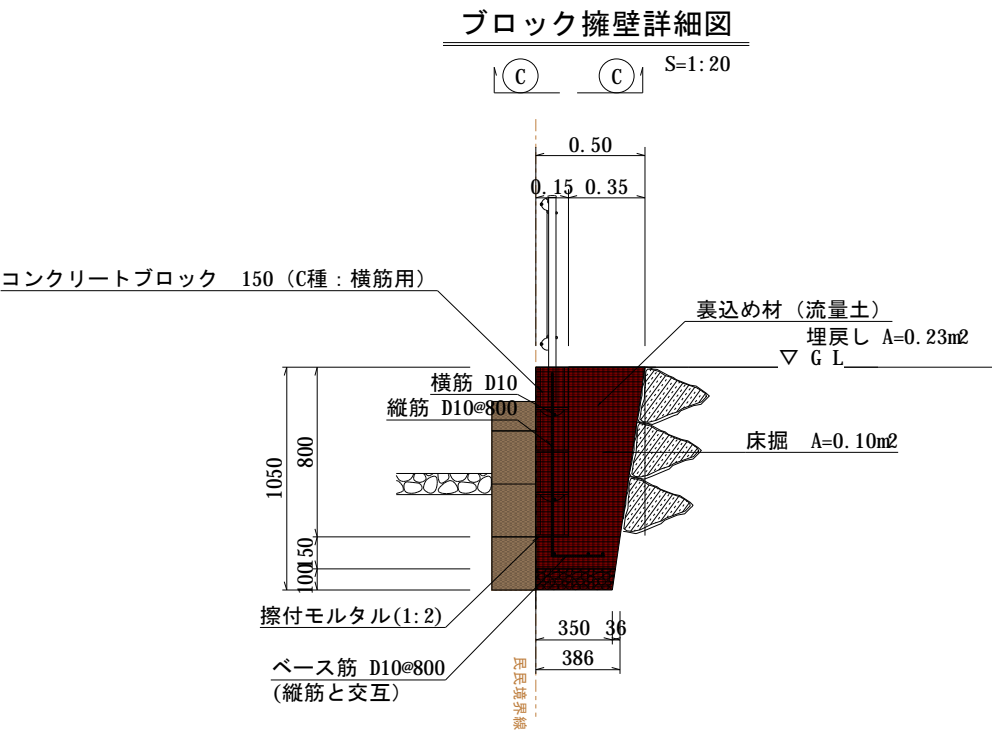 ブロック擁壁詳細図
S=1:20
C
C
0.50
0.15 0.35
コンクリートブロック 150 (C種:横筋用)
裏込め材 (流量土)
埋戻し A=0.23m2
▽ G L
横筋 D10
縦筋 D10@800
床掘 A=0.10m2
1050
800
150
100
擦付モルタル(1:2)
350 36
386
ベース筋 D10@800
(縦筋と交互)
民民境界線